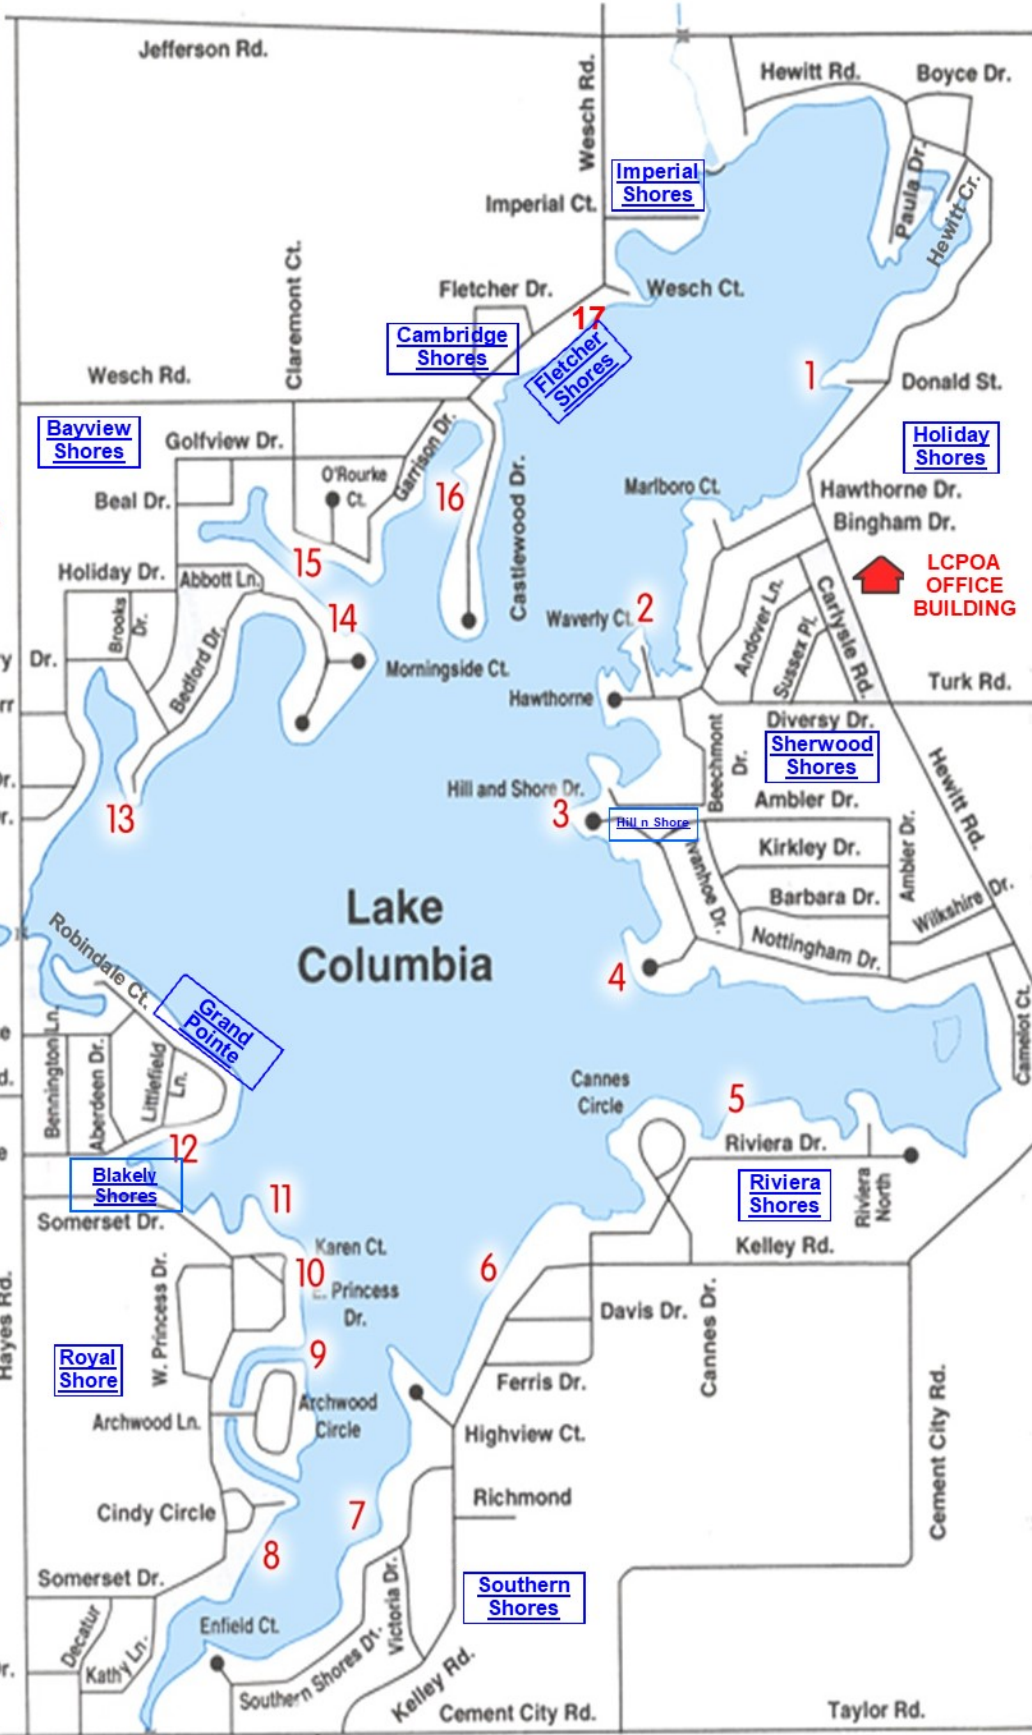 Jefferson Rd.
Wesch Rd.
Hewitt Rd.
Boyce Dr.
Paula Dr.
Hewitt Cr.
Imperial
Shores
Imperial Ct.
Claremont Ct.
Fletcher Dr.
Wesch Ct.
17
Cambridge
Shores
Fletcher
Shores
Wesch Rd.
1
Donald St.
Bayview
Shores
Golfview Dr.
Garrison Dr.
Holiday
Shores
O'Rourke
Ct.
Beal Dr.
16
Castlewood Dr.
Marlboro Ct.
Hawthorne Dr.
Bingham Dr.
15
Holiday Dr.
Abbott Ln.
LCPOA
OFFICE
BUILDING
Brooks
Dr.
14
Waverly Ct.
2
Andover Ln.
Sussex Pl.
Carlysle Rd.
Dr.
Bedford Dr.
Morningside Ct.
Hawthorne
Turk Rd.
Diversy Dr.
Sherwood
Shores
Beechmont
Dr.
Hewitt Rd.
Hill and Shore Dr.
Ambler Dr.
13
3
Hill n Shore
Ivanhoe Dr.
Kirkley Dr.
Ambler Dr.
Barbara Dr.
Wilkshire Dr.
Lake
Columbia
Nottingham Dr.
Robindale Ct.
4
Grand
Pointe
Camelot Ct.
Bennington Ln.
Aberdeen Dr.
Littlefield
Ln.
Cannes
Circle
5
12
Riviera Dr.
Blakely
Shores
Riviera
Shores
Riviera
North
11
Somerset Dr.
Karen Ct.
Kelley Rd.
10
E. Princess
Dr.
6
W. Princess Dr.
Davis Dr.
Cannes Dr.
Hayes Rd.
9
Royal
Shore
Ferris Dr.
Archwood Ln.
Archwood
Circle
Highview Ct.
Cement City Rd.
Cindy Circle
7
Richmond
8
Somerset Dr.
Southern
Shores
Decatur
Kathy Ln.
Enfield Ct.
Victoria Dr.
Southern Shores Dr.
Kelley Rd.
Cement City Rd.
Taylor Rd.